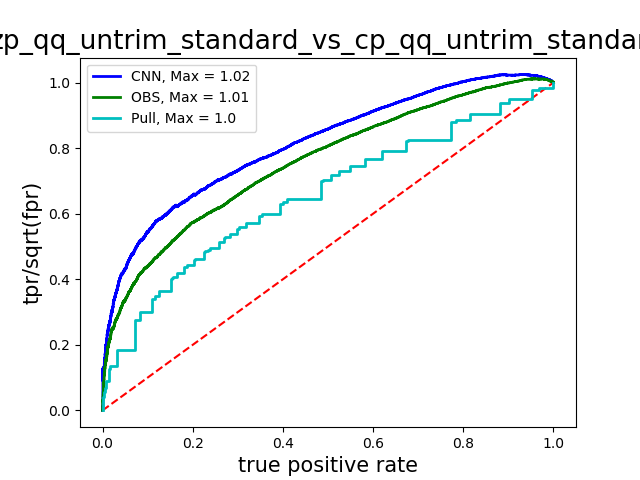 zp_qq_untrim_standard_vs_cp_qq_untrim_standar
CNN, Max = 1.02
OBS, Max = 1.01
Pull, Max = 1.0
tpr/sqrt(fpr)
1.0
0.8
0.6
0.4
0.2
0.0
0.0 0.2 0.4 0.6 0.8 1.0
true positive rate